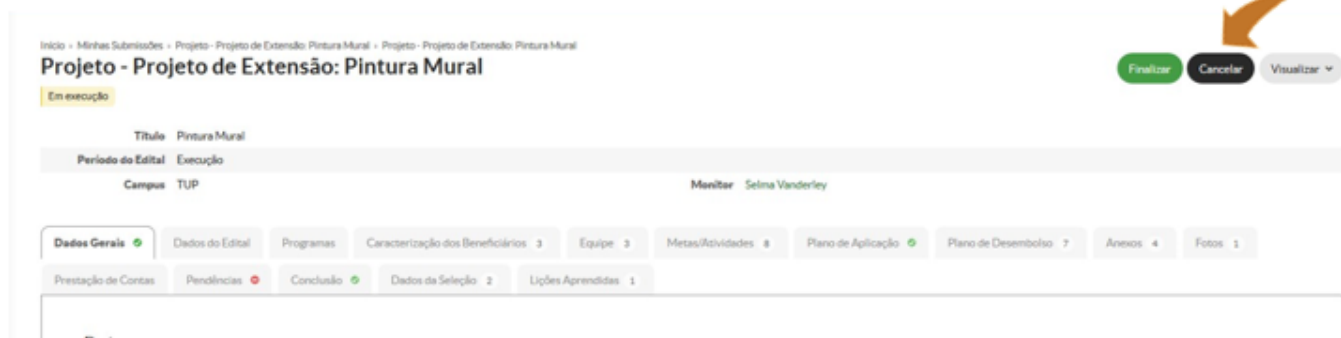 Início » Minhas Submissões » Projeto - Projeto de Extensão: Pintura Mural » Projeto - Projeto de Extensão: Pintura Mural
Projeto - Projeto de Extensão: Pintura Mural
Finalizar Cancelar Visualizar
Em execução
Título Pintura Mural
Período do Edital Execução
Campus TUP Monitor Selma Vanderley
Dados Gerais Dados do Edital Programas Caracterização dos Beneficiários 3 Equipe 3 Metas/Atividades 8 Plano de Aplicação Plano de Desembolso 7 Anexos 4 Fotos 1
Prestação de Contas Pendências Conclusão Dados da Seleção 2 Lições Aprendidas 1